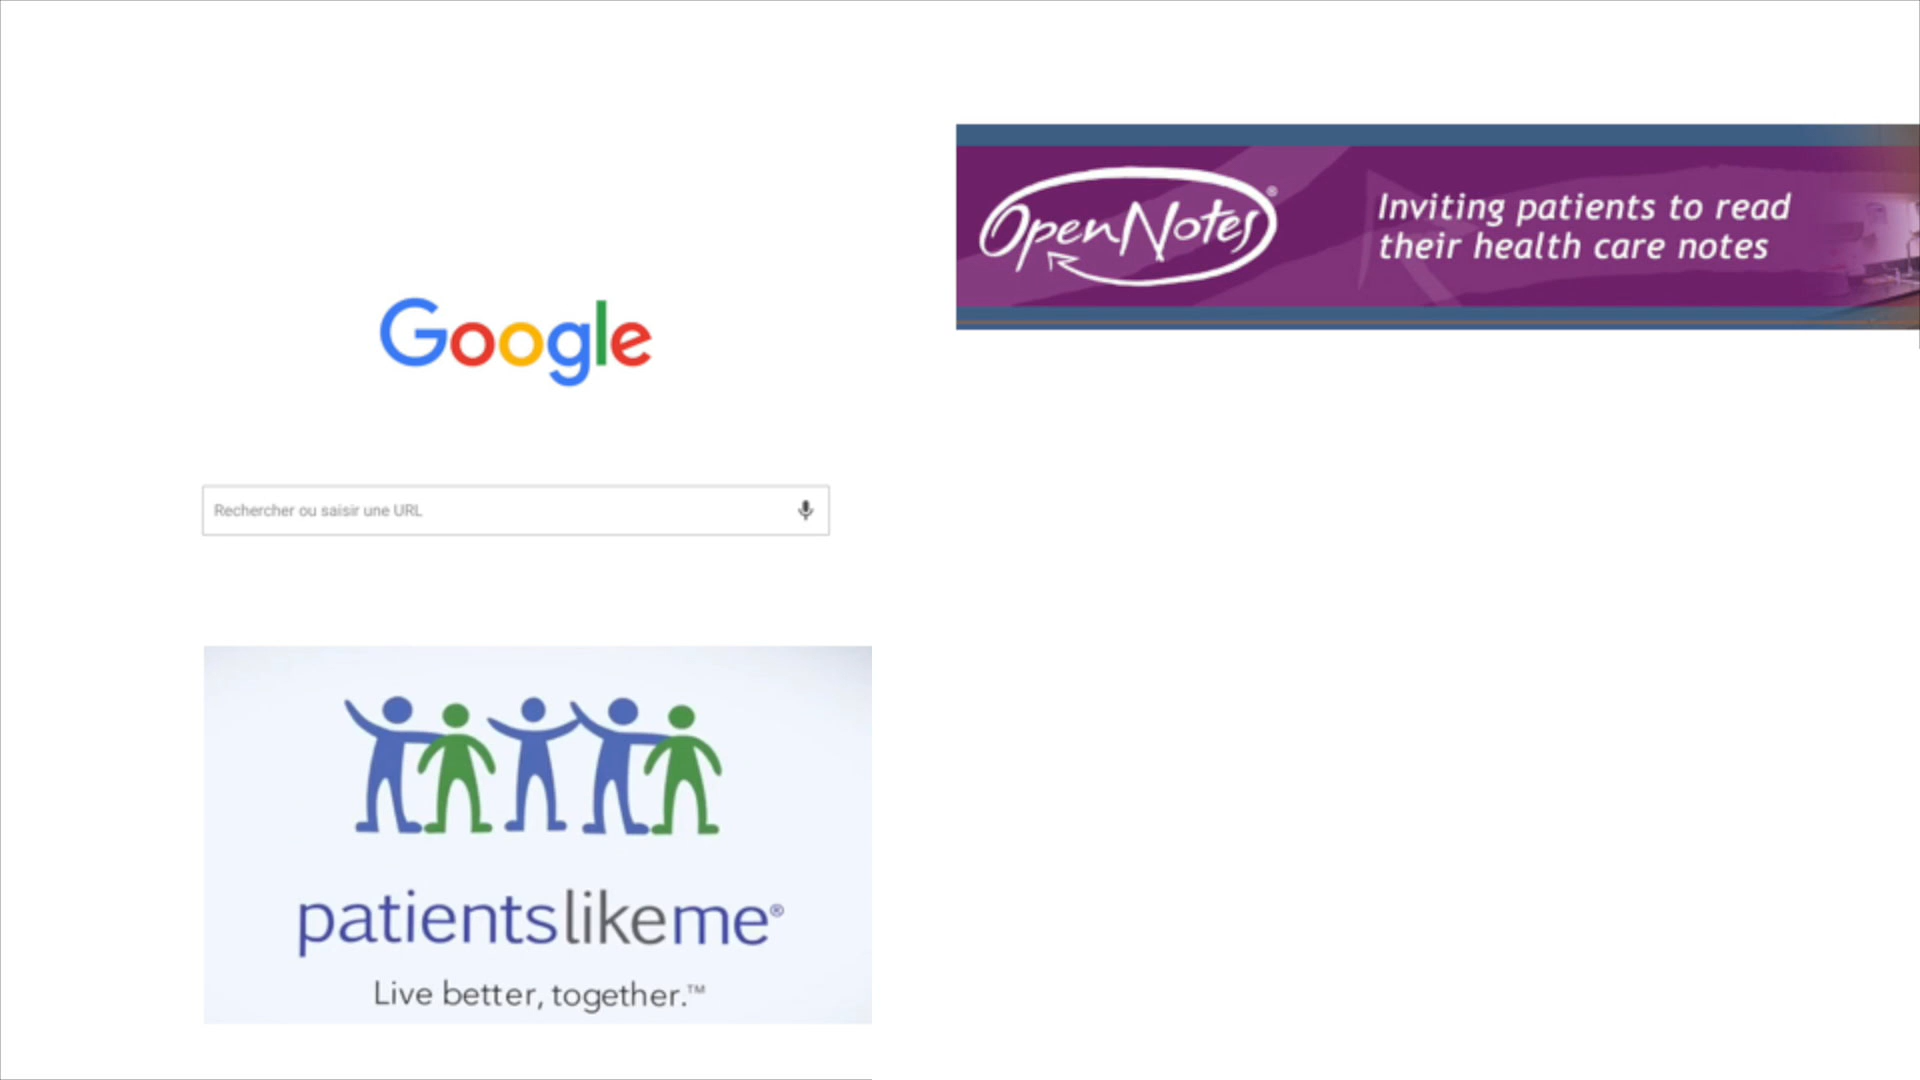 Google
Rechercher ou saisir une URL
patientslikeme®
Live better, together.™
OpenNotes®
Inviting patients to read
their health care notes